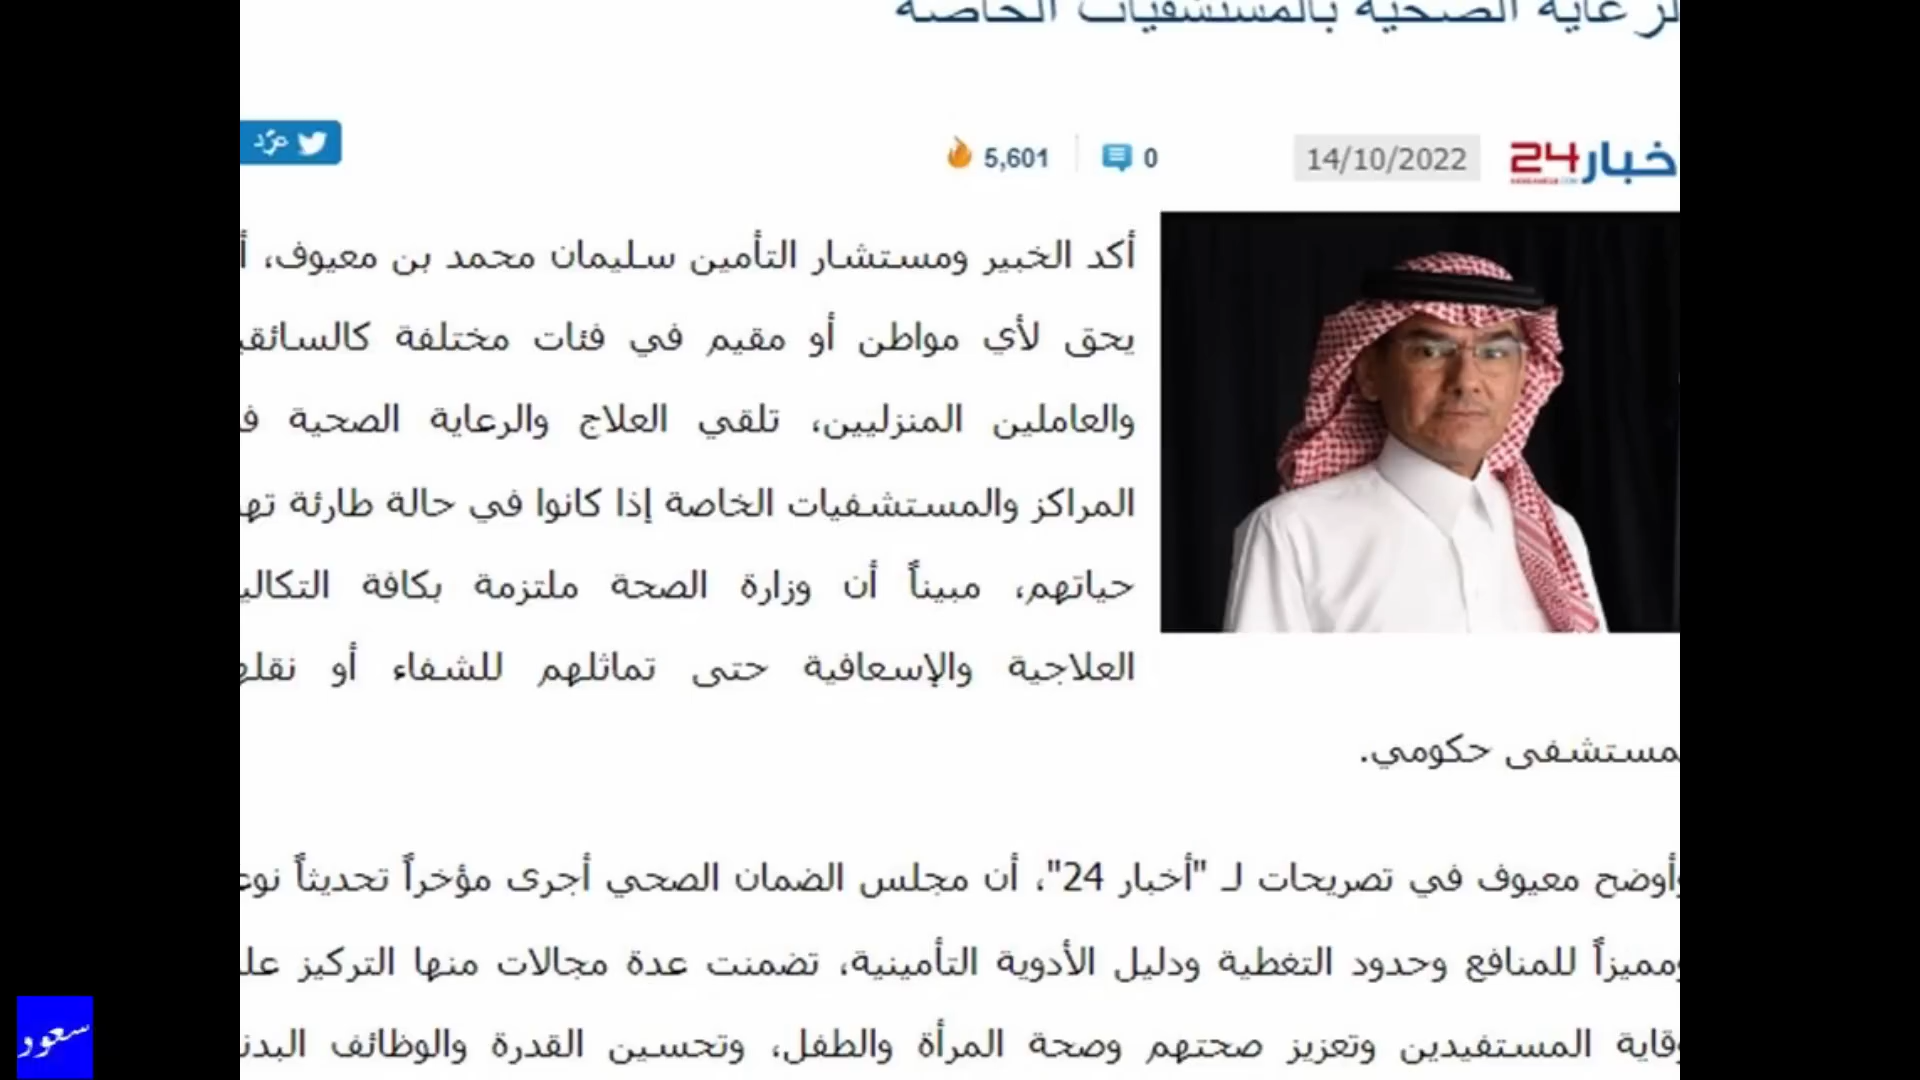 الرعاية الصحية بالمستشفيات الخاصة
خبار24
14/10/2022
0
5,601
غرّد
أكد الخبير ومستشار التأمين سليمان محمد بن معيوف،
يحق لأي مواطن أو مقيم في فئات مختلفة
والعاملين المنزليين، تلقي العلاج والرعاية الصحية
المراكز والمستشفيات الخاصة إذا كانوا في حالة طارئة
حياتهم، مبيناً أن وزارة الصحة ملتزمة بكافة
العلاجية والإسعافية حتى تماثلهم للشفاء أو
لمستشفى حكومي.
وأوضح معيوف في تصريحات لـ "أخبار 24"، أن مجلس الضمان الصحي أجرى مؤخراً تحديثاً
ومميزاً للمنافع وحدود التغطية ودليل الأدوية التأمينية، تضمنت عدة مجالات منها التركيز
وقاية المستفيدين وتعزيز صحتهم وصحة المرأة والطفل، وتحسين القدرة والوظائف
سعود